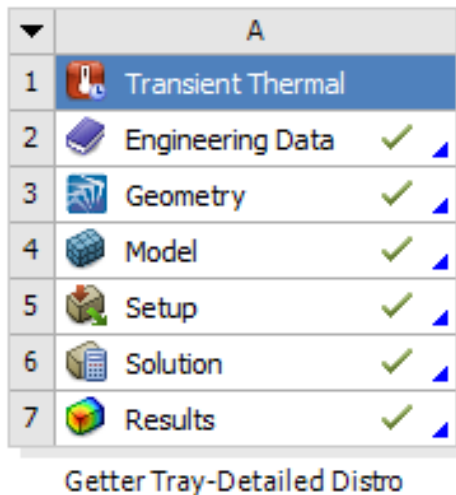 A
1 Transient Thermal
2 Engineering Data
3 Geometry
4 Model
5 Setup
6 Solution
7 Results
Getter Tray-Detailed Distro